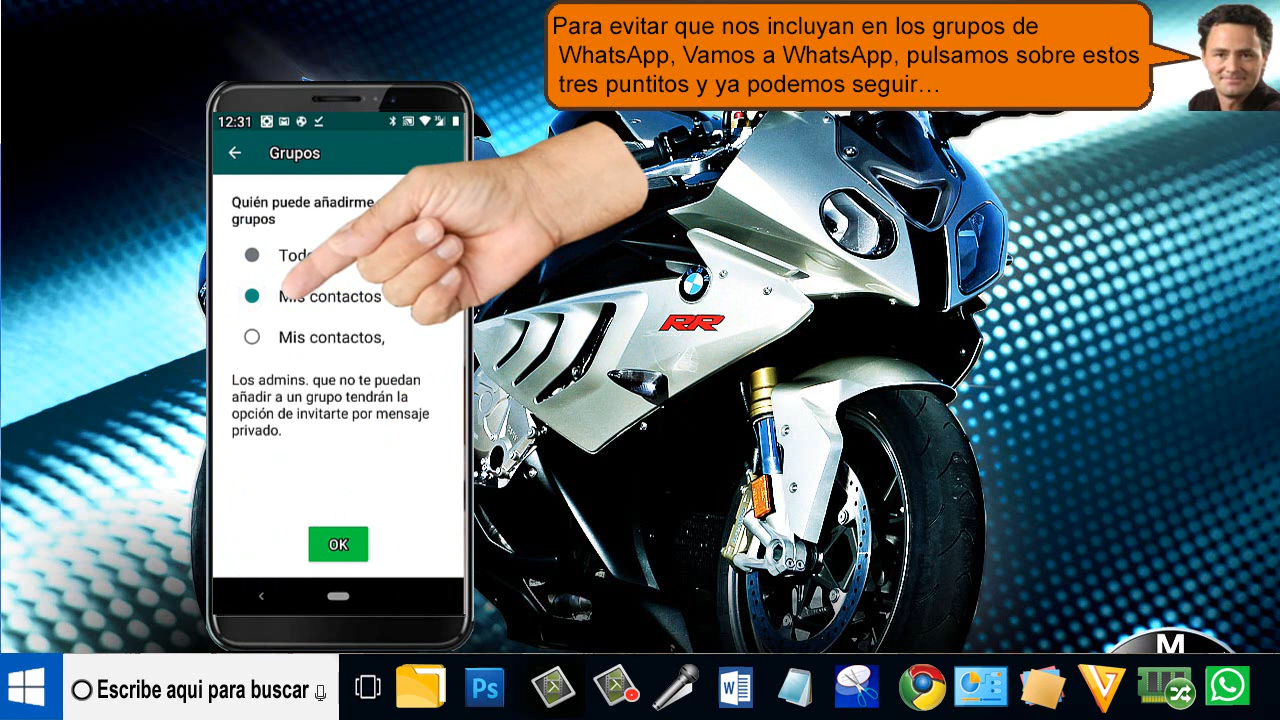 Para evitar que nos incluyan en los grupos de
WhatsApp, Vamos a WhatsApp, pulsamos sobre estos
tres puntitos y ya podemos seguir…
12:31
Grupos
Quién puede añadirme
grupos
Mis contactos
Mis contactos,
Los admins. que no te puedan
añadir a un grupo tendrán la
opción de invitarte por mensaje
privado.
OK
RR
M
Escribe aqui para buscar
Ps
W